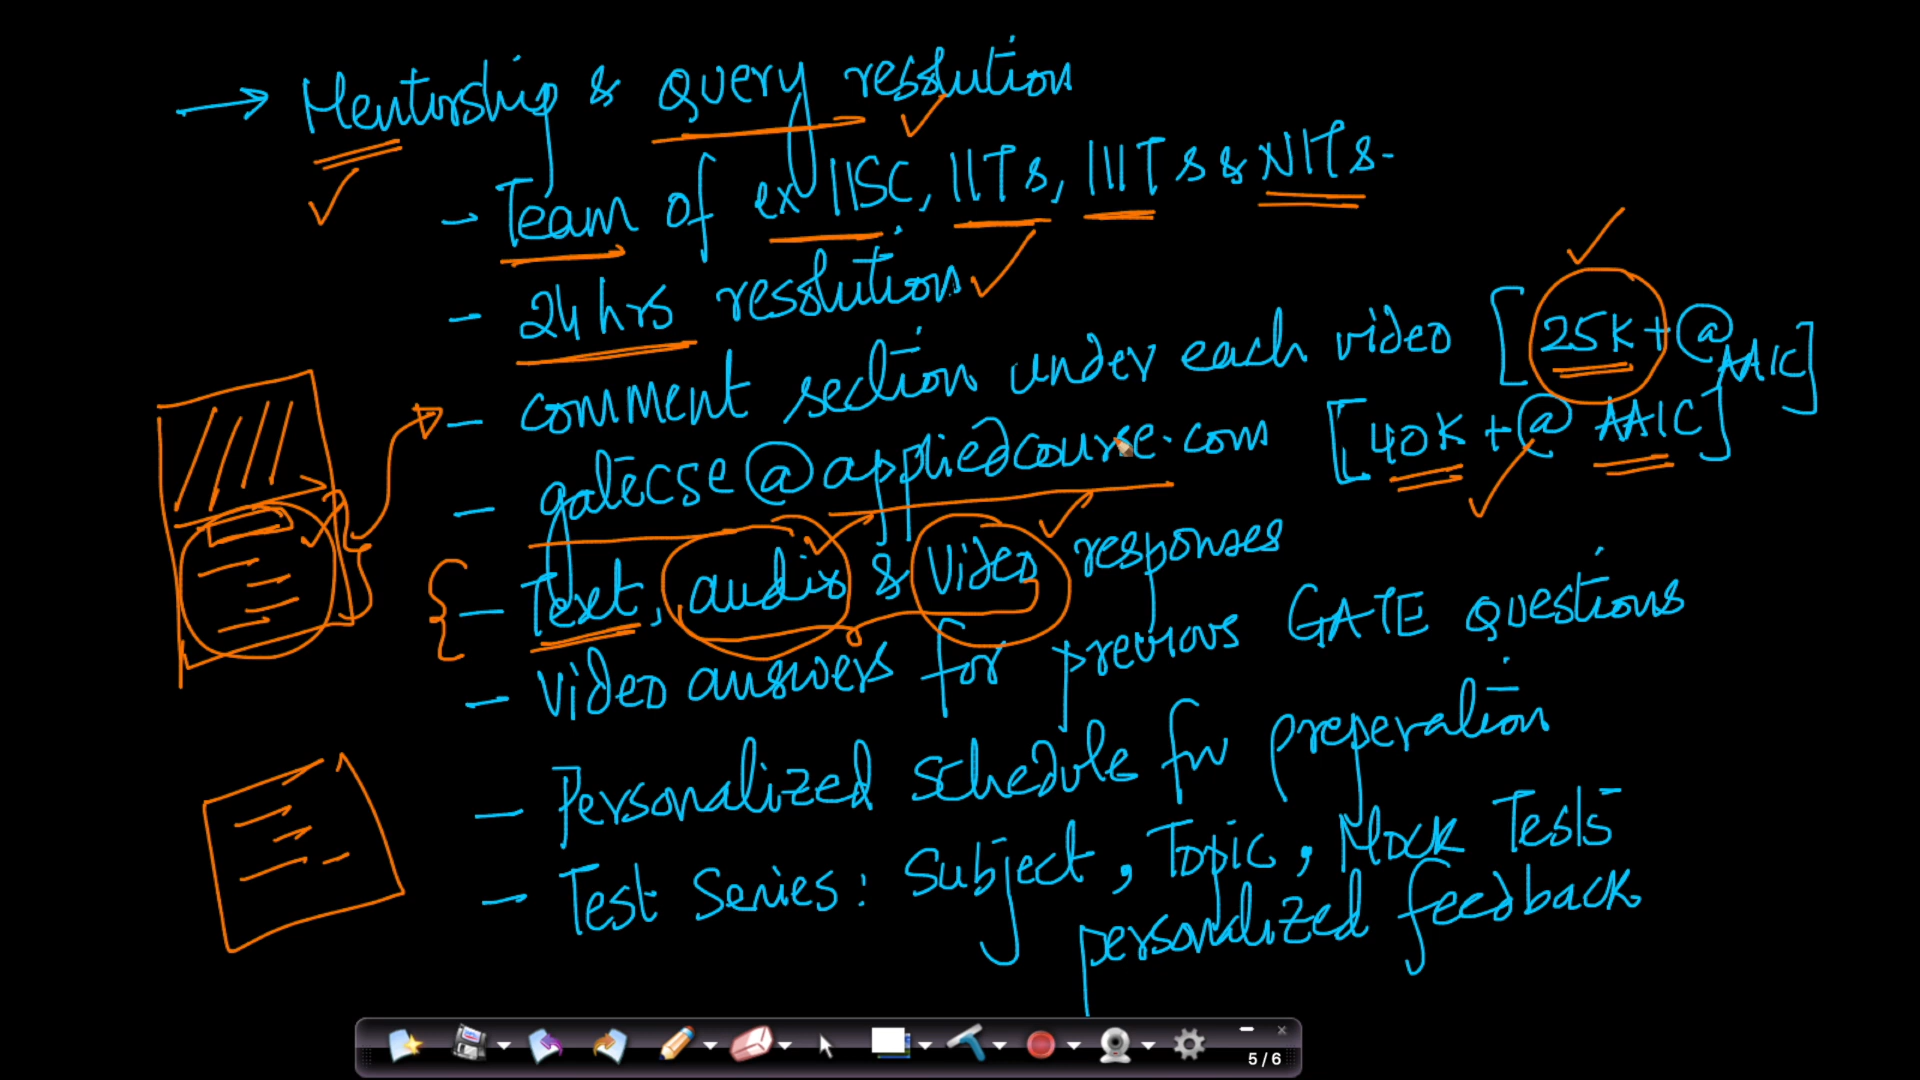 → Mentorship & query resolution
- Team of ex IISC, IITs, IIITs & NITs.
- 24 hrs resolution
- comment section under each video [25K+ @ AAIC]
- gatecse@appliedcourse.com [40K+ @ AAIC]
- Text, audio & Video responses
- Video answers for previous GATE questions
- Personalized schedule for preperation
- Test Series: Subject, Topic, Mock Tests
personalized feedback
5/6